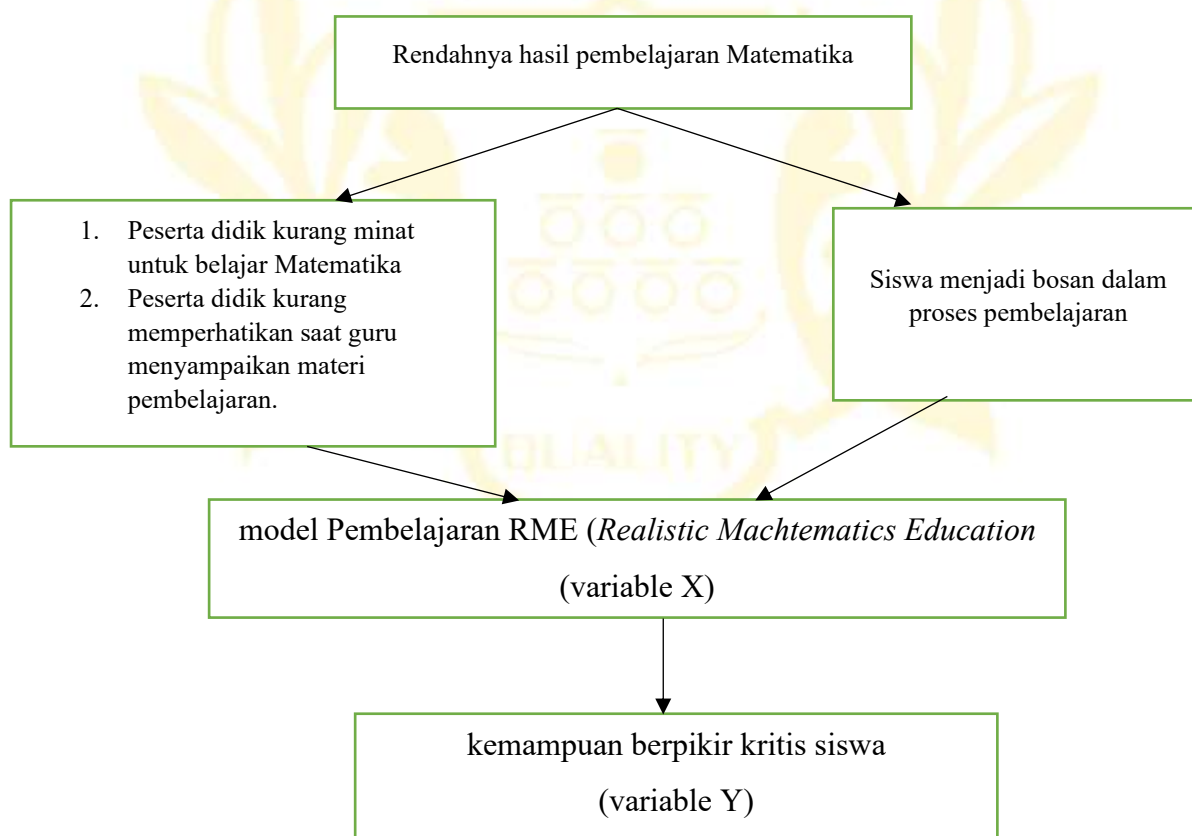 Rendahnya hasil pembelajaran Matematika
1. Peserta didik kurang minat
untuk belajar Matematika
2. Peserta didik kurang
memperhatikan saat guru
menyampaikan materi
pembelajaran.
Siswa menjadi bosan dalam
proses pembelajaran
QUALITY
model Pembelajaran RME (Realistic Machtematics Education
(variable X)
kemampuan berpikir kritis siswa
(variable Y)